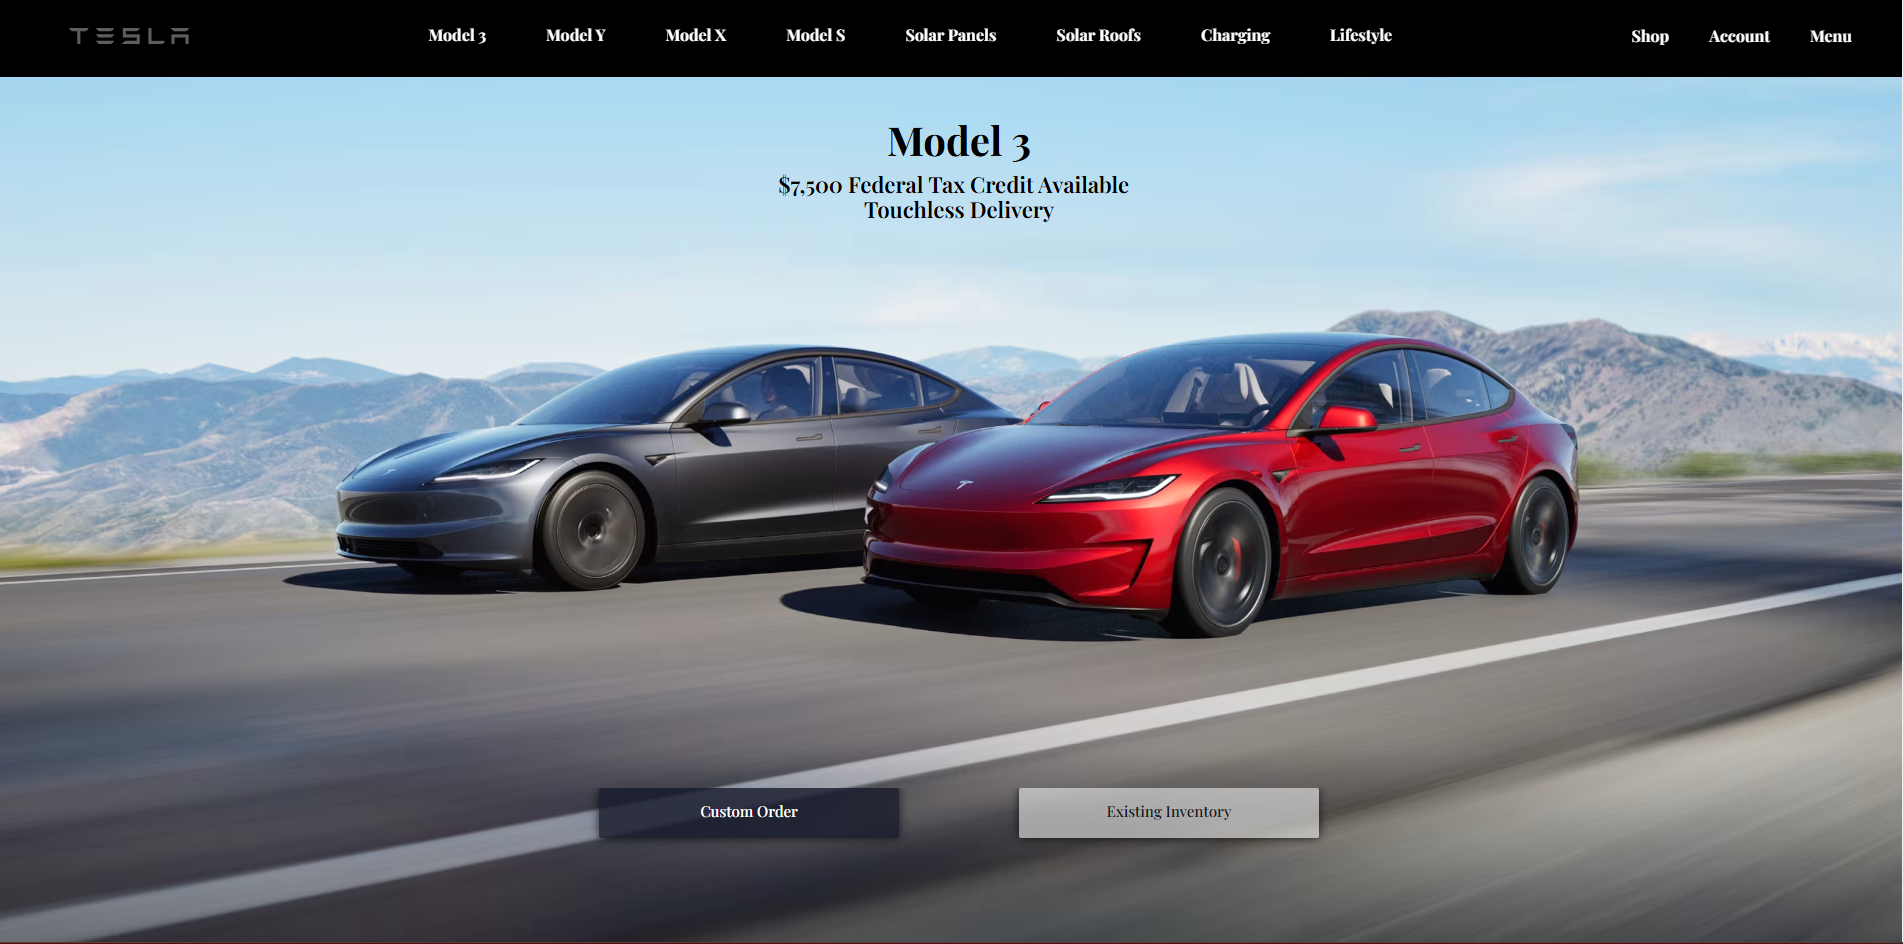 TESLA
Model 3
Model Y
Model X
Model S
Solar Panels
Solar Roofs
Charging
Lifestyle
Shop
Account
Menu
Model 3
$7,500 Federal Tax Credit Available
Touchless Delivery
Custom Order
Existing Inventory